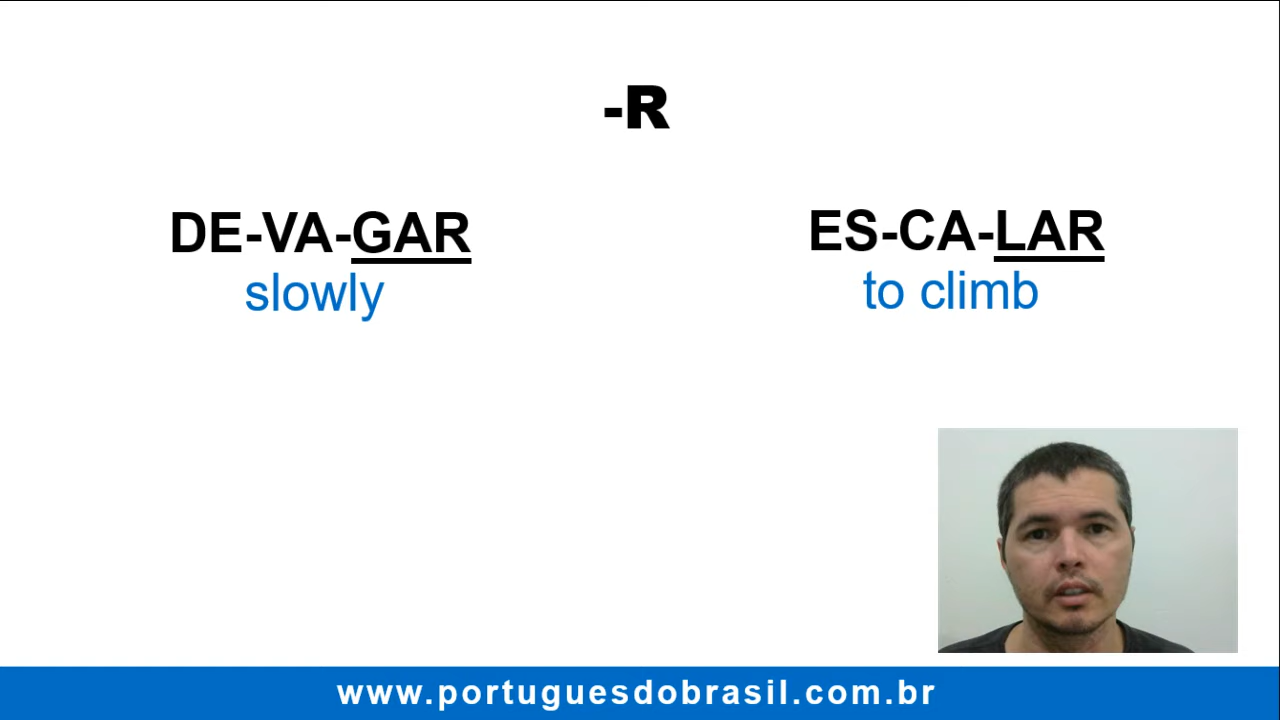 -R
DE-VA-GAR
slowly
ES-CA-LAR
to climb
www.portuguesdobrasil.com.br